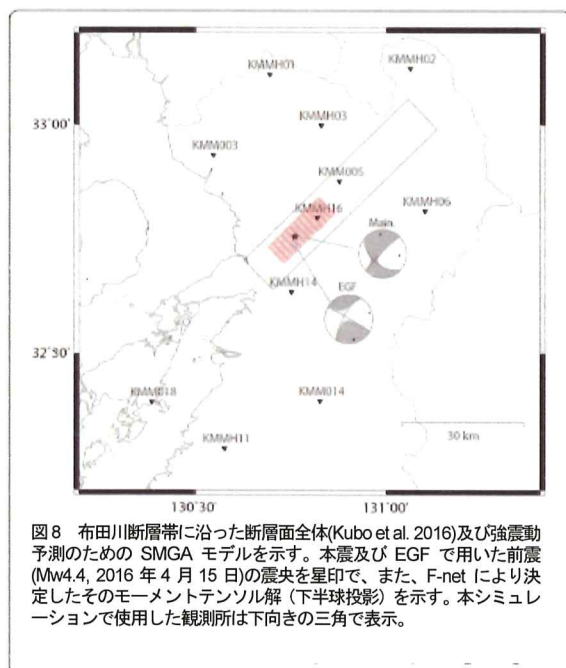 KMMH01
KMMH02
33°00'
KMMH03
KMM003
KMM005
KMMH16
KMMH06
Main
EGF
KMMH14
32°30'
KMM018
KMM014
KMMH11
30 km
130°30'
131°00'
図8 布田川断層帯に沿った断層面全体(Kubo et al. 2016)及び強震動
予測のための SMGA モデルを示す。本震及び EGF で用いた前震
(Mw4.4, 2016 年 4 月 15 日)の震央を星印で、また、F-net により決
定したそのモーメントテンソル解（下半球投影）を示す。本シミュレ
ーションで使用した観測所は下向きの三角で表示。